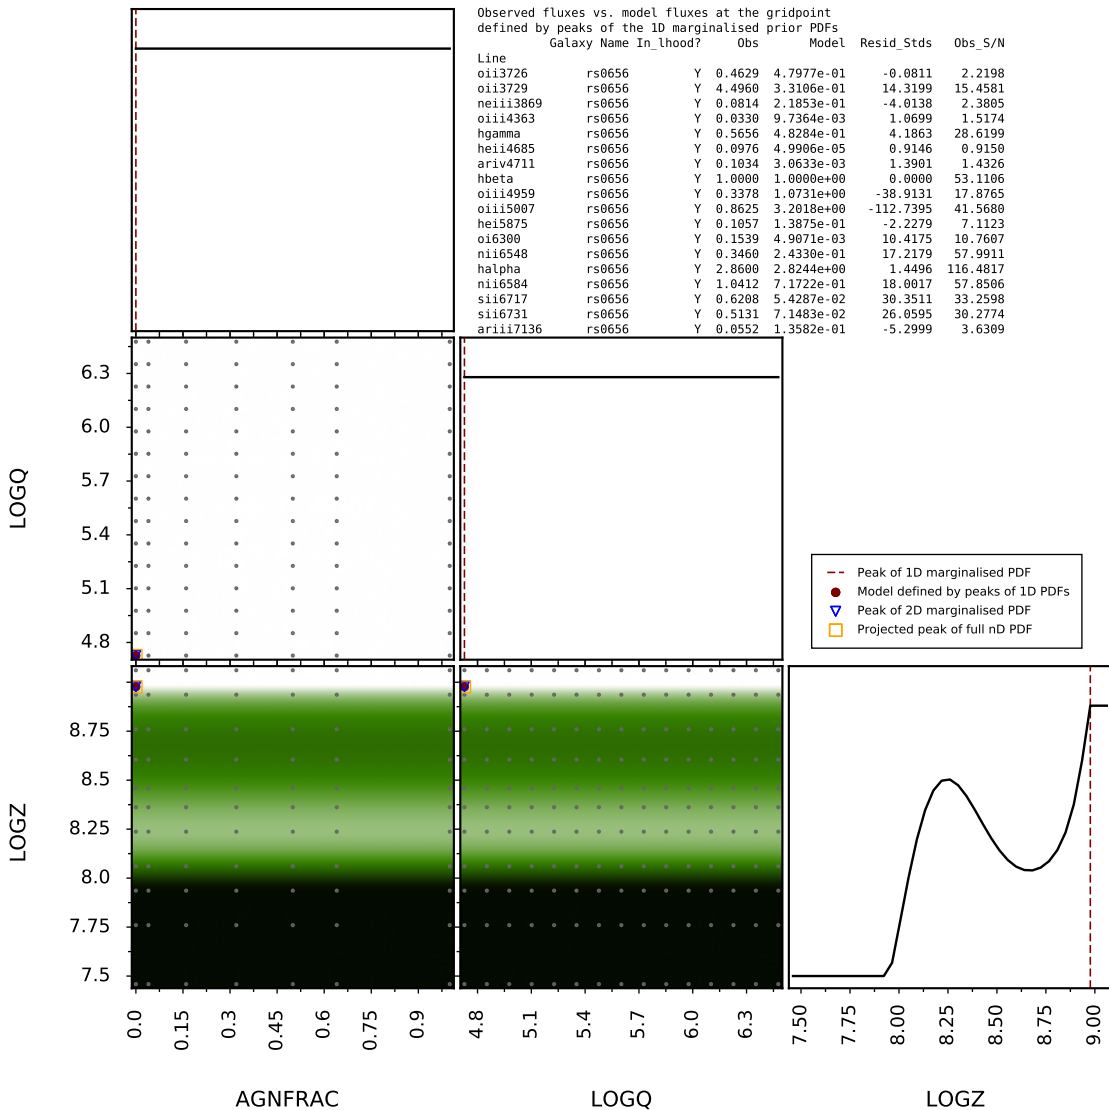 Observed fluxes vs. model fluxes at the gridpoint
defined by peaks of the 1D marginalised prior PDFs
Galaxy Name In_lhood? Obs Model Resid_Stds Obs_S/N
Line
oii3726 rs0656 Y 0.4629 4.7977e-01 -0.0811 2.2198
oii3729 rs0656 Y 4.4960 3.3106e-01 14.3199 15.4581
neiii3869 rs0656 Y 0.0814 2.1853e-01 -4.0138 2.3805
oiii4363 rs0656 Y 0.0330 9.7364e-03 1.0699 1.5174
hgamma rs0656 Y 0.5656 4.8284e-01 4.1863 28.6199
heii4685 rs0656 Y 0.0976 4.9906e-05 0.9146 0.9150
ariv4711 rs0656 Y 0.1034 3.0633e-03 1.3901 1.4326
hbeta rs0656 Y 1.0000 1.0000e+00 0.0000 53.1106
oiii4959 rs0656 Y 0.3378 1.0731e+00 -38.9131 17.8765
oiii5007 rs0656 Y 0.8625 3.2018e+00 -112.7395 41.5680
hei5875 rs0656 Y 0.1057 1.3875e-01 -2.2279 7.1123
oi6300 rs0656 Y 0.1539 4.9071e-03 10.4175 10.7607
nii6548 rs0656 Y 0.3460 2.4330e-01 17.2179 57.9911
halpha rs0656 Y 2.8600 2.8244e+00 1.4496 116.4817
nii6584 rs0656 Y 1.0412 7.1722e-01 18.0017 57.8506
sii6717 rs0656 Y 0.6208 5.4287e-02 30.3511 33.2598
sii6731 rs0656 Y 0.5131 7.1483e-02 26.0595 30.2774
ariii7136 rs0656 Y 0.0552 1.3582e-01 -5.2999 3.6309
6.3
6.0
5.7
5.4
5.1
4.8
LOGQ
Peak of 1D marginalised PDF
Model defined by peaks of 1D PDFs
Peak of 2D marginalised PDF
Projected peak of full nD PDF
8.75
8.5
8.25
8.0
7.75
7.5
LOGZ
0.0 0.15 0.3 0.45 0.6 0.75 0.9
4.8 5.1 5.4 5.7 6.0 6.3
7.50 7.75 8.00 8.25 8.50 8.75 9.00
AGNFRAC LOGQ LOGZ